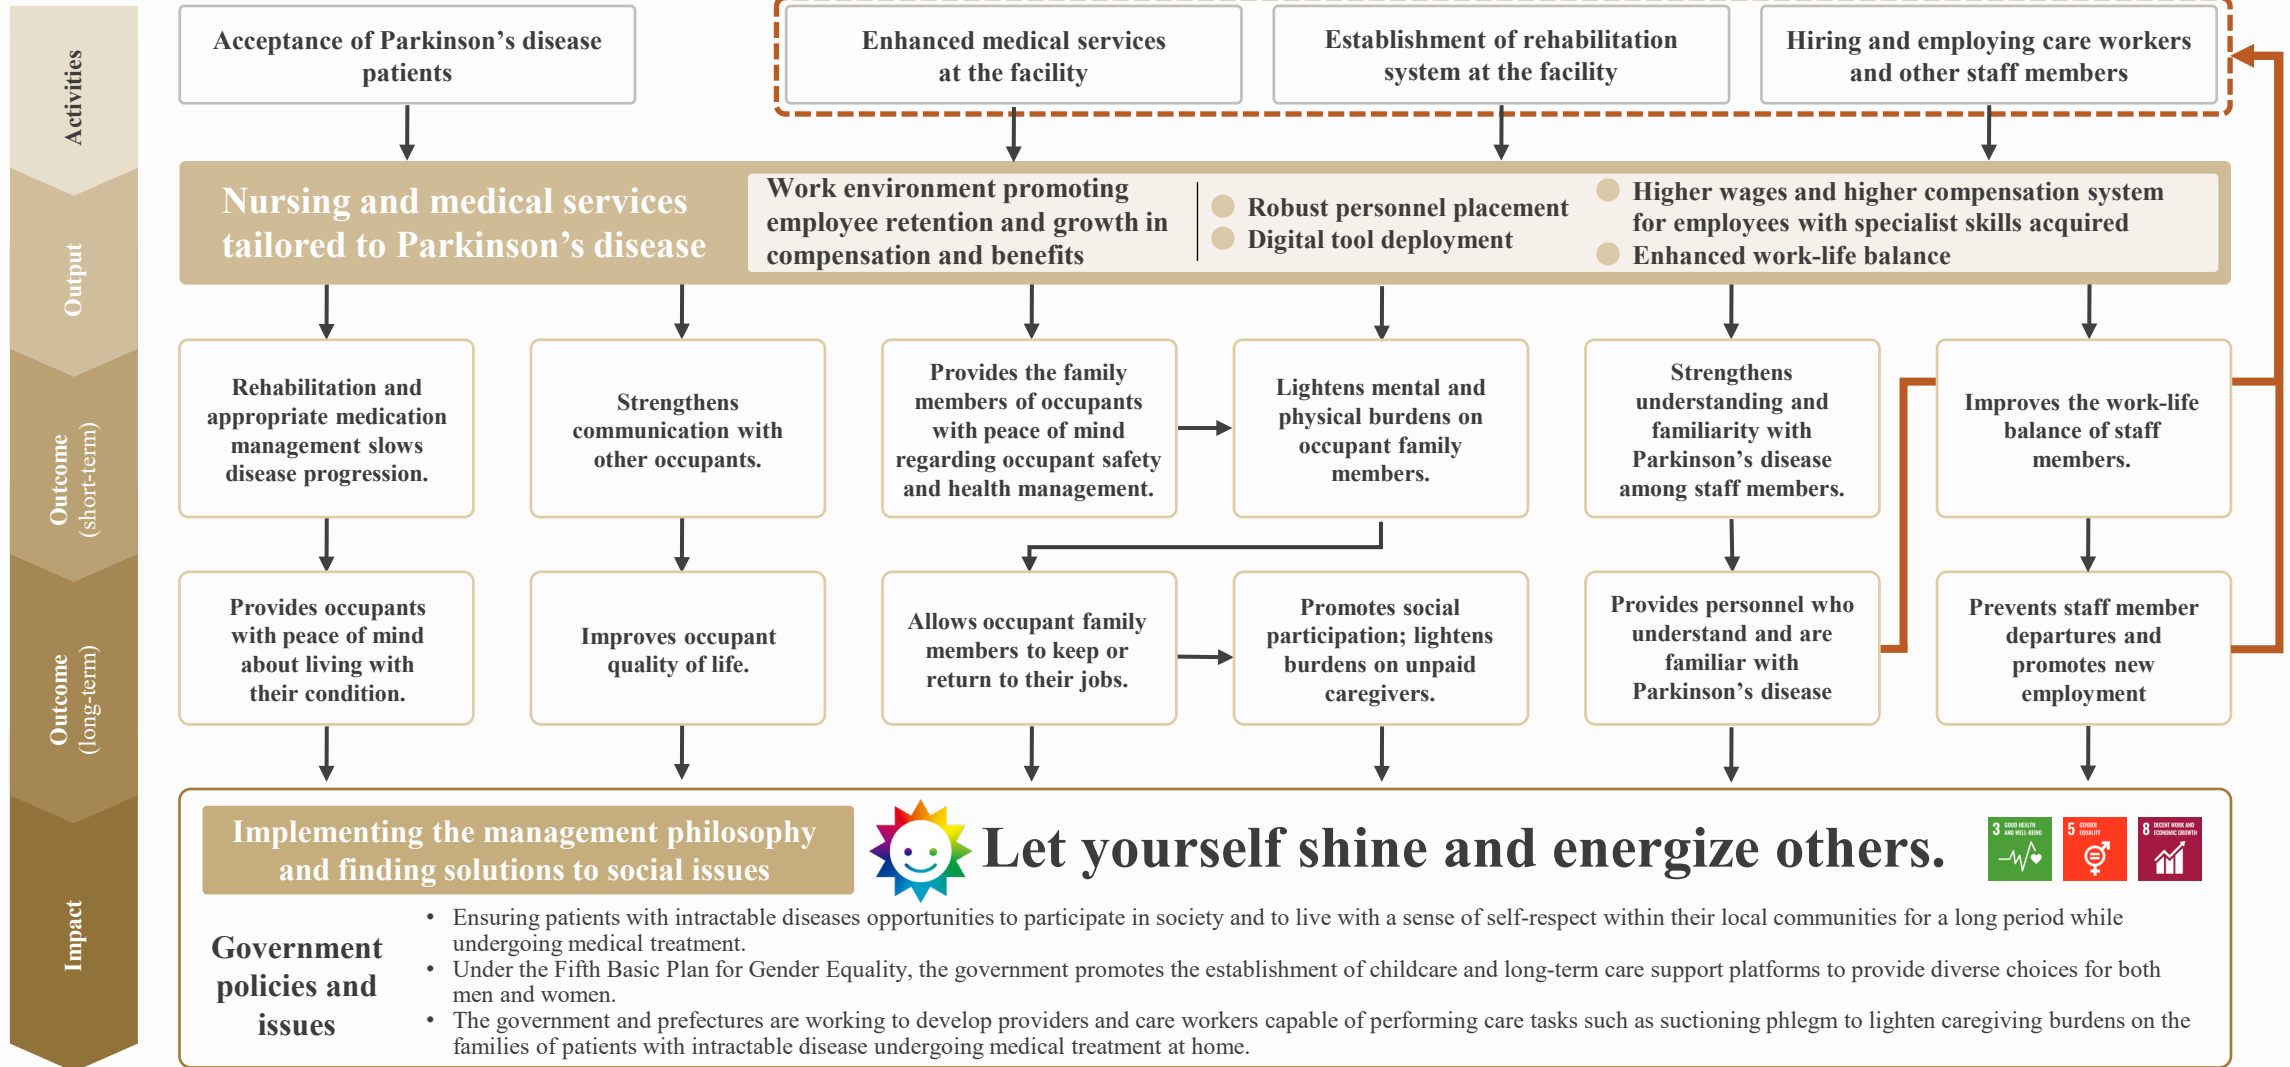 Activities
Acceptance of Parkinson's disease
patients
Enhanced medical services
at the facility
Establishment of rehabilitation
system at the facility
Hiring and employing care workers
and other staff members
Output
Nursing and medical services
tailored to Parkinson's disease
Work environment promoting
employee retention and growth in
compensation and benefits
Robust personnel placement
Digital tool deployment
Higher wages and higher compensation system
for employees with specialist skills acquired
Enhanced work-life balance
Outcome
(short-term)
Rehabilitation and
appropriate medication
management slows
disease progression.
Strengthens
communication with
other occupants.
Provides the family
members of occupants
with peace of mind
regarding occupant safety
and health management.
Lightens mental and
physical burdens on
occupant family
members.
Strengthens
understanding and
familiarity with
Parkinson's disease
among staff members.
Improves the work-life
balance of staff
members.
Outcome
(long-term)
Provides occupants
with peace of mind
about living with
their condition.
Improves occupant
quality of life.
Allows occupant family
members to keep or
return to their jobs.
Promotes social
participation; lightens
burdens on unpaid
caregivers.
Provides personnel who
understand and are
familiar with
Parkinson's disease
Prevents staff member
departures and
promotes new
employment
Impact
Implementing the management philosophy
and finding solutions to social issues
Let yourself shine and energize others.
3 GOOD HEALTH
AND WELL-BEING
5 GENDER
EQUALITY
8 DECENT WORK AND
ECONOMIC GROWTH
Government
policies and
issues
• Ensuring patients with intractable diseases opportunities to participate in society and to live with a sense of self-respect within their local communities for a long period while
undergoing medical treatment.
• Under the Fifth Basic Plan for Gender Equality, the government promotes the establishment of childcare and long-term care support platforms to provide diverse choices for both
men and women.
• The government and prefectures are working to develop providers and care workers capable of performing care tasks such as suctioning phlegm to lighten caregiving burdens on the
families of patients with intractable disease undergoing medical treatment at home.